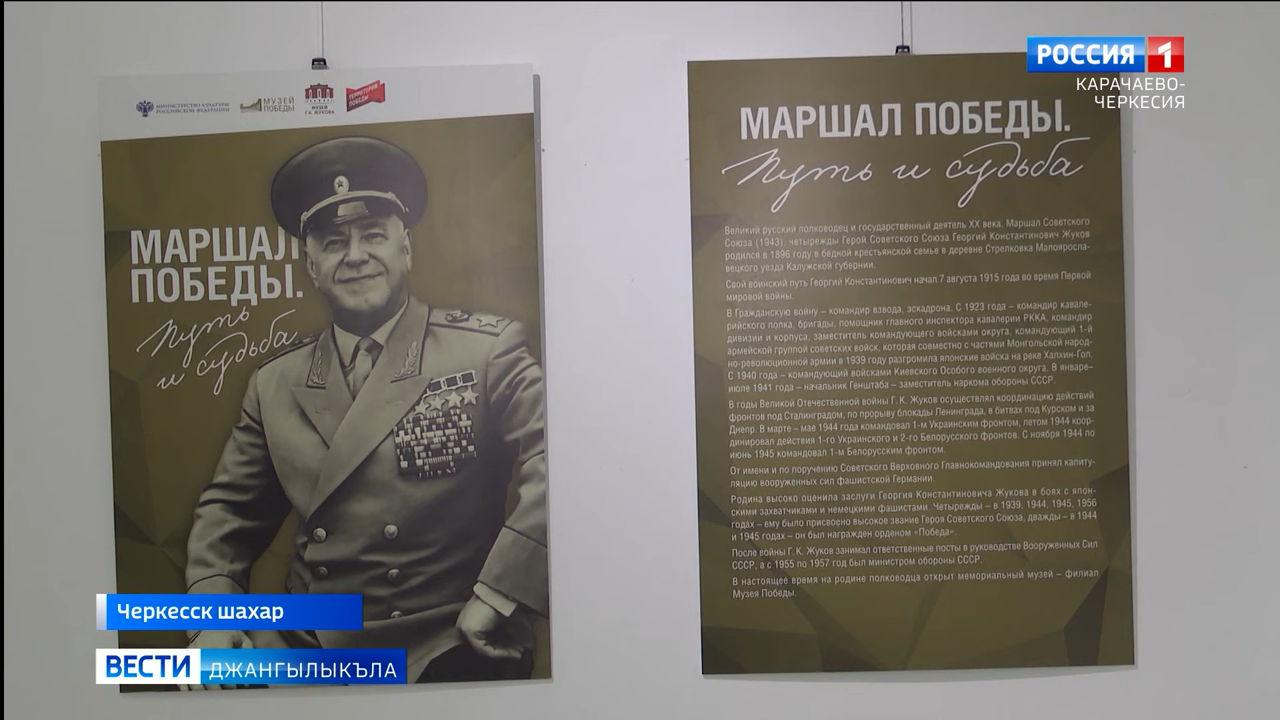 РОССИЯ 1
КАРАЧАЕВО-
ЧЕРКЕСИЯ
МИНИСТЕРСТВО КУЛЬТУРЫ
РОССИЙСКОЙ ФЕДЕРАЦИИ
МУЗЕЙ
ПОБЕДЫ
МУЗЕЙ
Г.К. ЖУКОВА
ТЕРРИТОРИЯ
ПОБЕДЫ
МАРШАЛ
ПОБЕДЫ.
Путь
и судьба
МАРШАЛ ПОБЕДЫ.
Путь и судьба
Великий русский полководец и государственный деятель XX века, Маршал Советского
Союза (1943), четырежды Герой Советского Союза Георгий Константинович Жуков
родился в 1896 году в бедной крестьянской семье в деревне Стрелковка Малояросла-
вецкого уезда Калужской губернии.
Свой воинский путь Георгий Константинович начал 7 августа 1915 года во время Первой
мировой войны.
В Гражданскую войну – командир взвода, эскадрона. С 1923 года – командир кавале-
рийского полка, бригады, помощник главного инспектора кавалерии РККА, командир
дивизии и корпуса, заместитель командующего войсками округа, командующий 1-й
армейской группой советских войск, которая совместно с частями Монгольской народ-
но-революционной армии в 1939 году разгромила японские войска на реке Халхин-Гол.
С 1940 года – командующий войсками Киевского Особого военного округа. В январе–
июле 1941 года – начальник Генштаба – заместитель наркома обороны СССР.
В годы Великой Отечественной войны Г. К. Жуков осуществлял координацию действий
фронтов под Сталинградом, по прорыву блокады Ленинграда, в битвах под Курском и за
Днепр. В марте – мае 1944 года командовал 1-м Украинским фронтом, летом 1944 коор-
динировал действия 1-го Украинского и 2-го Белорусского фронтов. С ноября 1944 по
июнь 1945 командовал 1-м Белорусским фронтом.
От имени и по поручению Советского Верховного Главнокомандования принял капиту-
ляцию вооруженных сил фашистской Германии.
Родина высоко оценила заслуги Георгия Константиновича Жукова в боях с япон-
скими захватчиками и немецкими фашистами. Четырежды – в 1939, 1944, 1945, 1956
годах – ему было присвоено высокое звание Героя Советского Союза, дважды – в 1944
и 1945 годах – он был награжден орденом «Победа».
После войны Г. К. Жуков занимал ответственные посты в руководстве Вооруженных Сил
СССР, а с 1955 по 1957 год был министром обороны СССР.
В настоящее время на родине полководца открыт мемориальный музей – филиал
Музея Победы.
Черкесск шахар
ВЕСТИ ДЖАНГЫЛЫКЪЛА